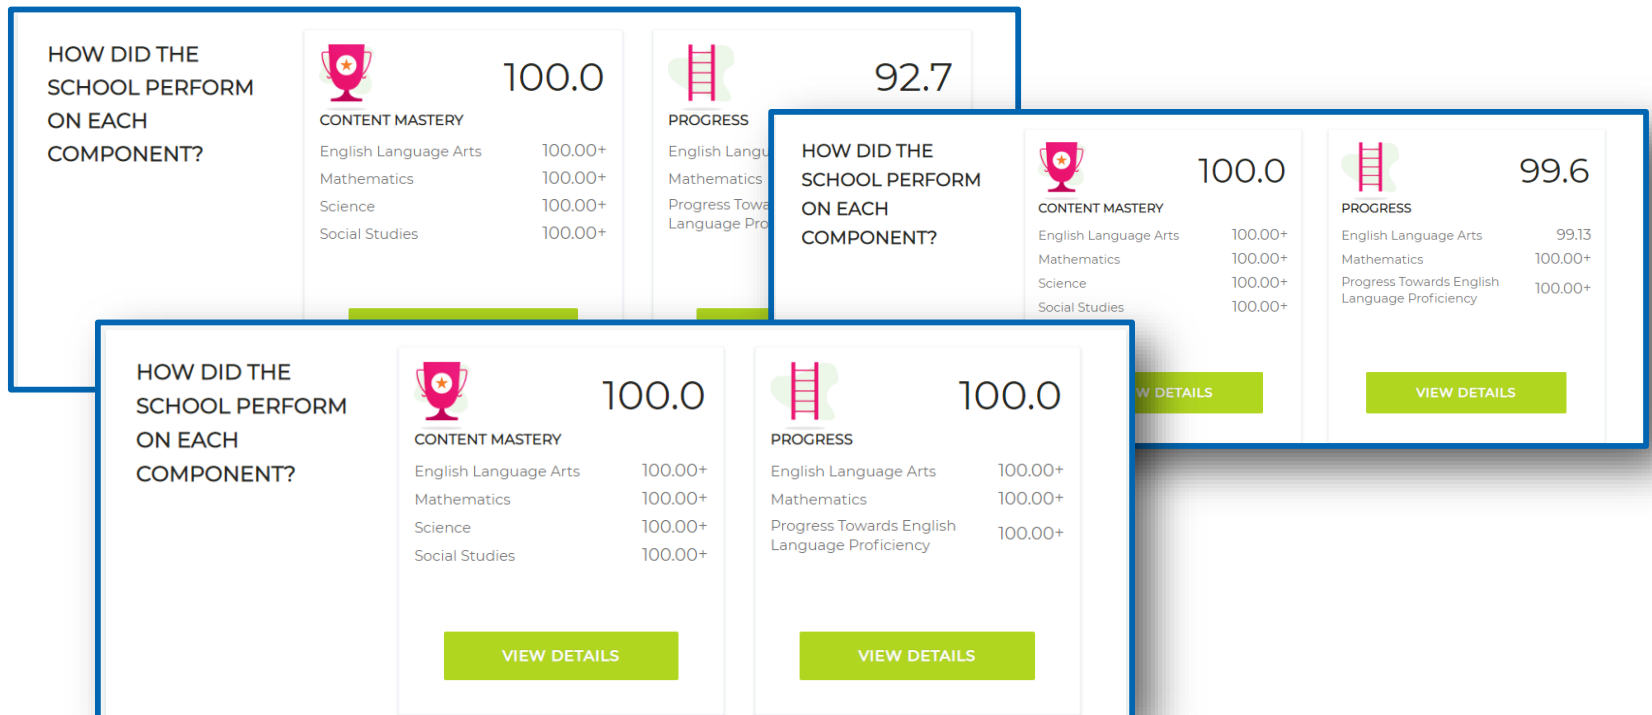 HOW DID THE
SCHOOL PERFORM
ON EACH
COMPONENT?
100.0
CONTENT MASTERY
English Language Arts 100.00+
Mathematics 100.00+
Science 100.00+
Social Studies 100.00+
92.7
PROGRESS
English
Mathematics
Progress
Language
HOW DID THE
SCHOOL PERFORM
ON EACH
COMPONENT?
100.0
CONTENT MASTERY
English Language Arts 100.00+
Mathematics 100.00+
Science 100.00+
Social Studies 100.00+
DETAILS
99.6
PROGRESS
English Language Arts 99.13
Mathematics 100.00+
Progress Towards English
Language Proficiency 100.00+
VIEW DETAILS
HOW DID THE
SCHOOL PERFORM
ON EACH
COMPONENT?
100.0
CONTENT MASTERY
English Language Arts 100.00+
Mathematics 100.00+
Science 100.00+
Social Studies 100.00+
VIEW DETAILS
100.0
PROGRESS
English Language Arts 100.00+
Mathematics 100.00+
Progress Towards English
Language Proficiency 100.00+
VIEW DETAILS